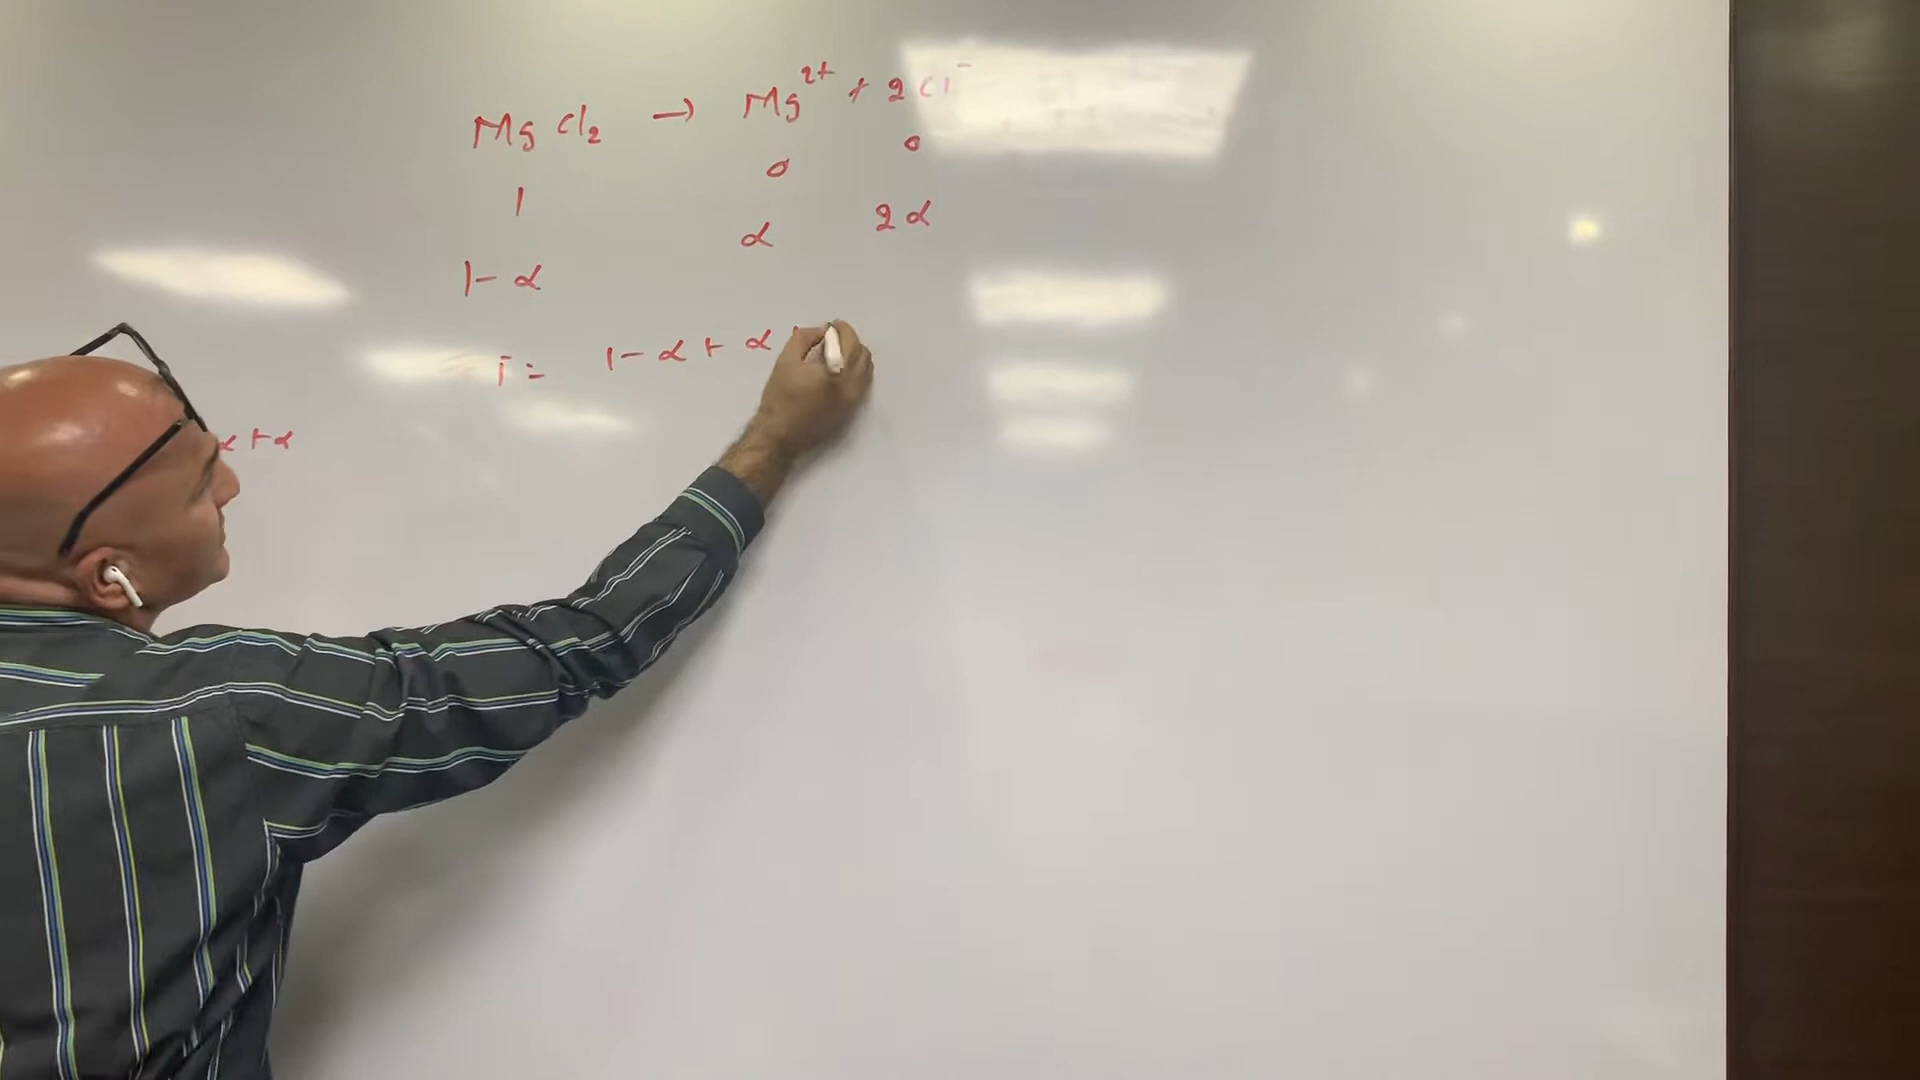 MgCl₂ → Mg²⁺ + 2Cl⁻
1 0 0
1-α α 2α
i = 1-α+α
α+α